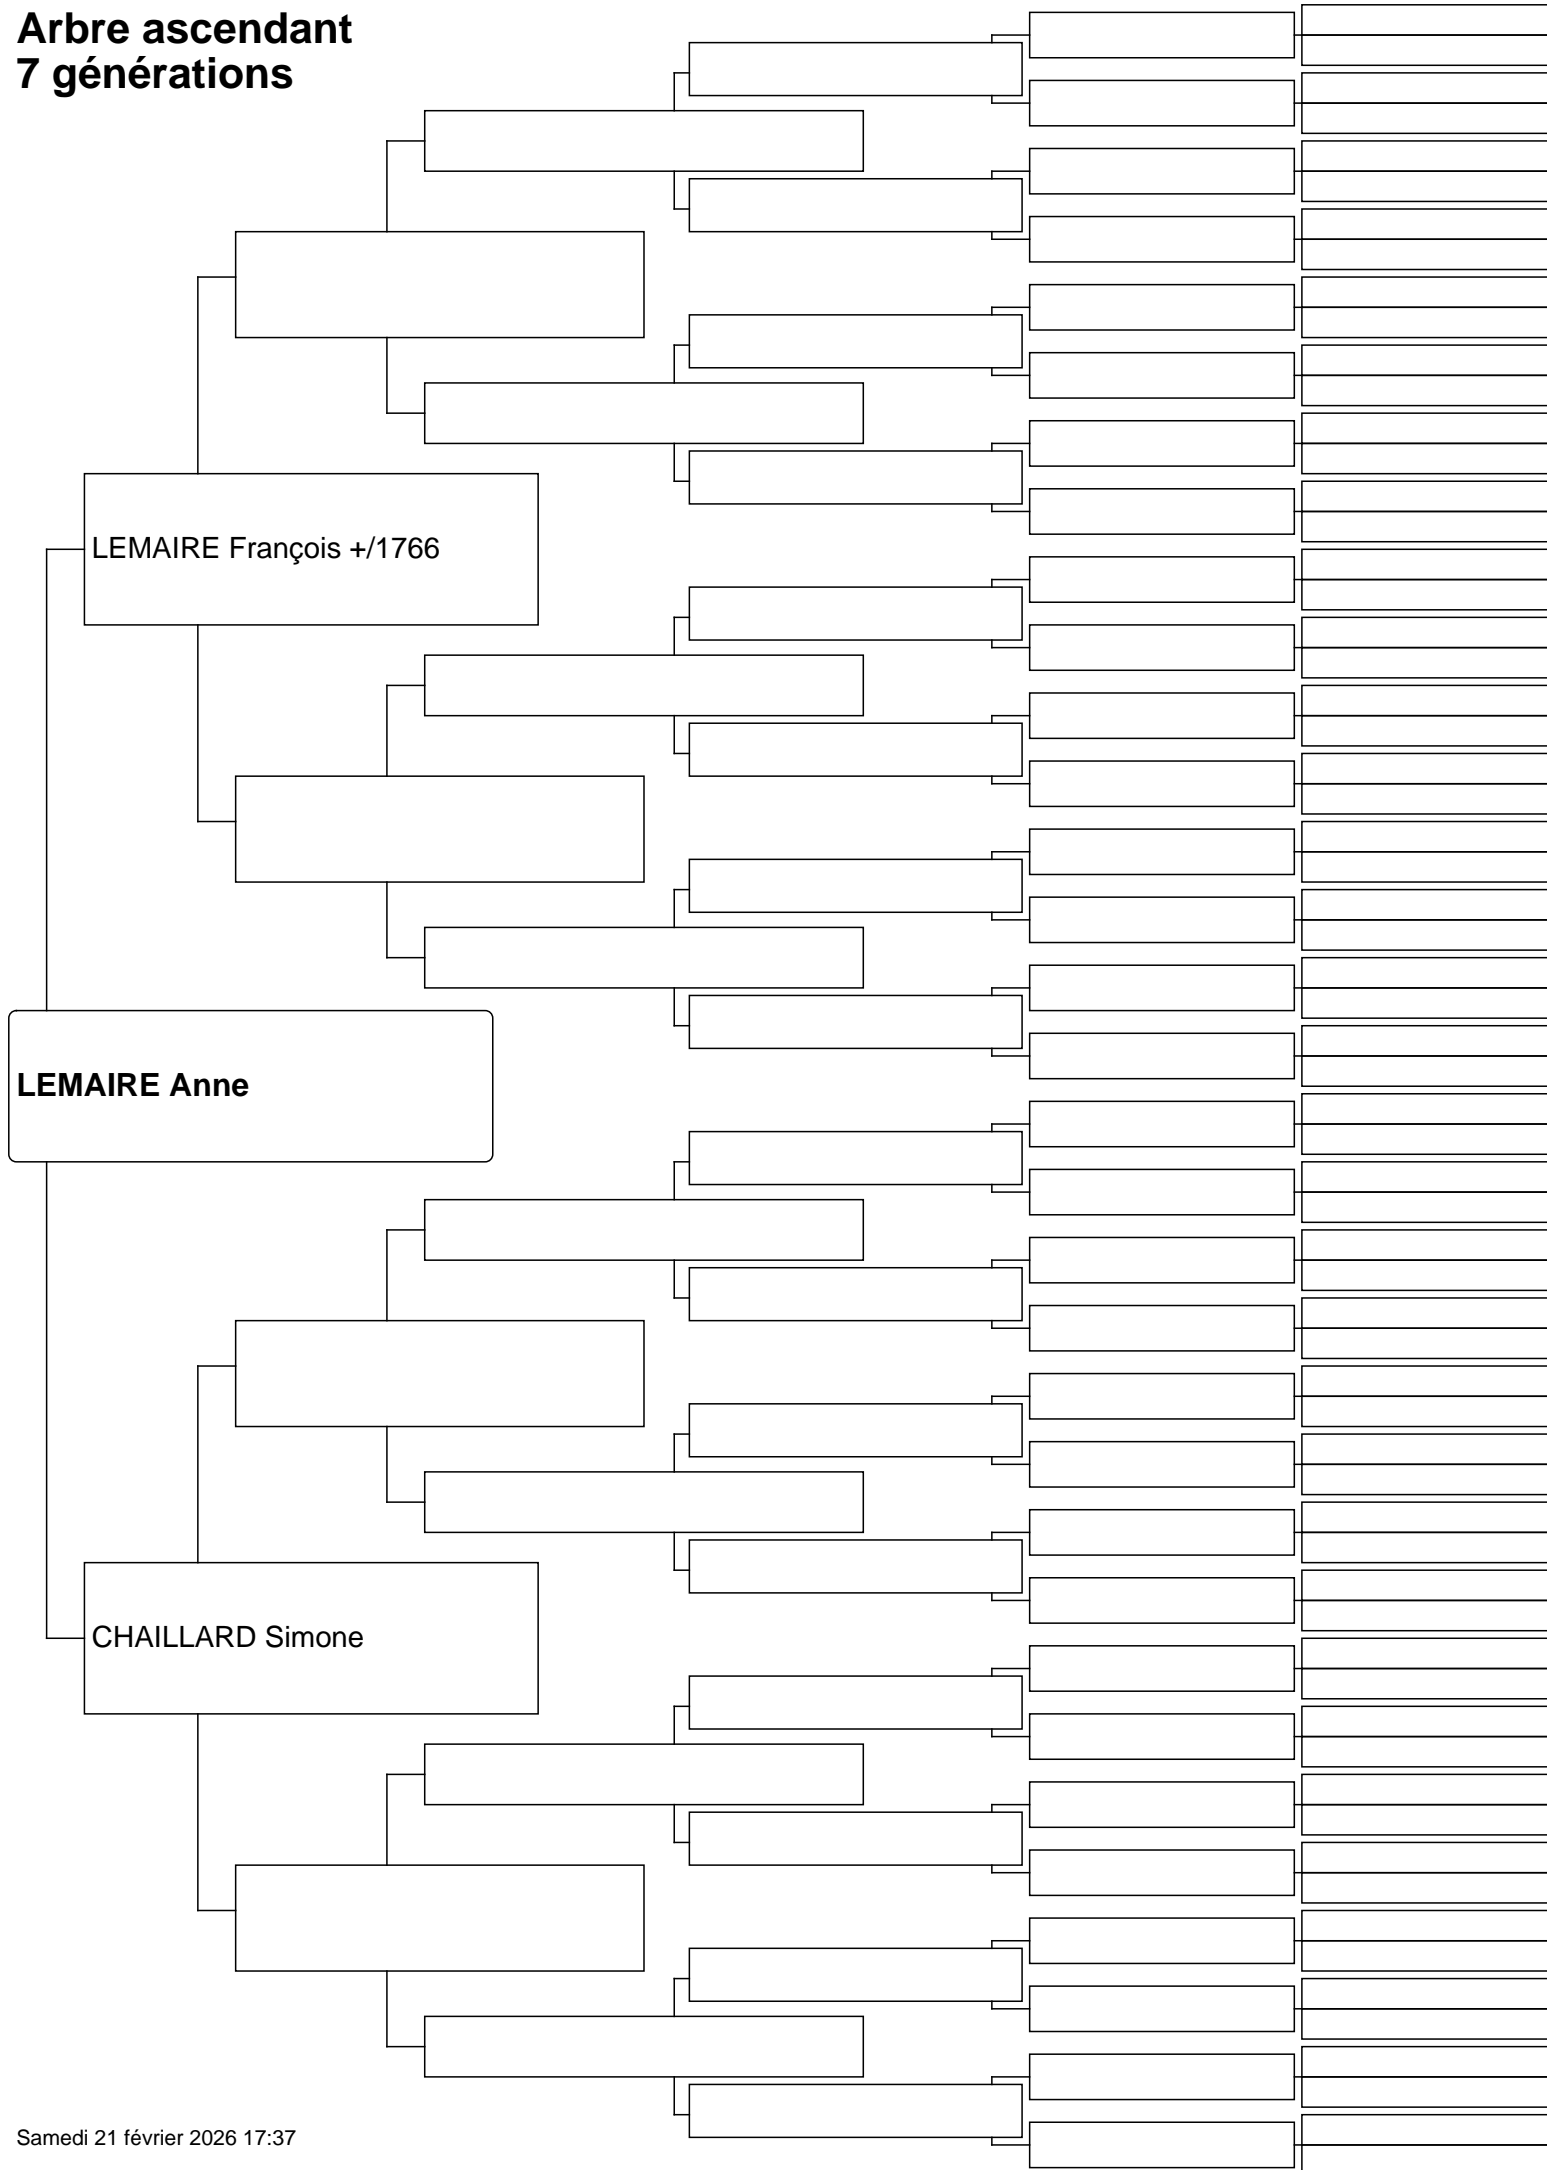 Arbre ascendant
7 générations
LEMAIRE François +/1766
LEMAIRE Anne
CHAILLARD Simone
Samedi 21 février 2026 17:37